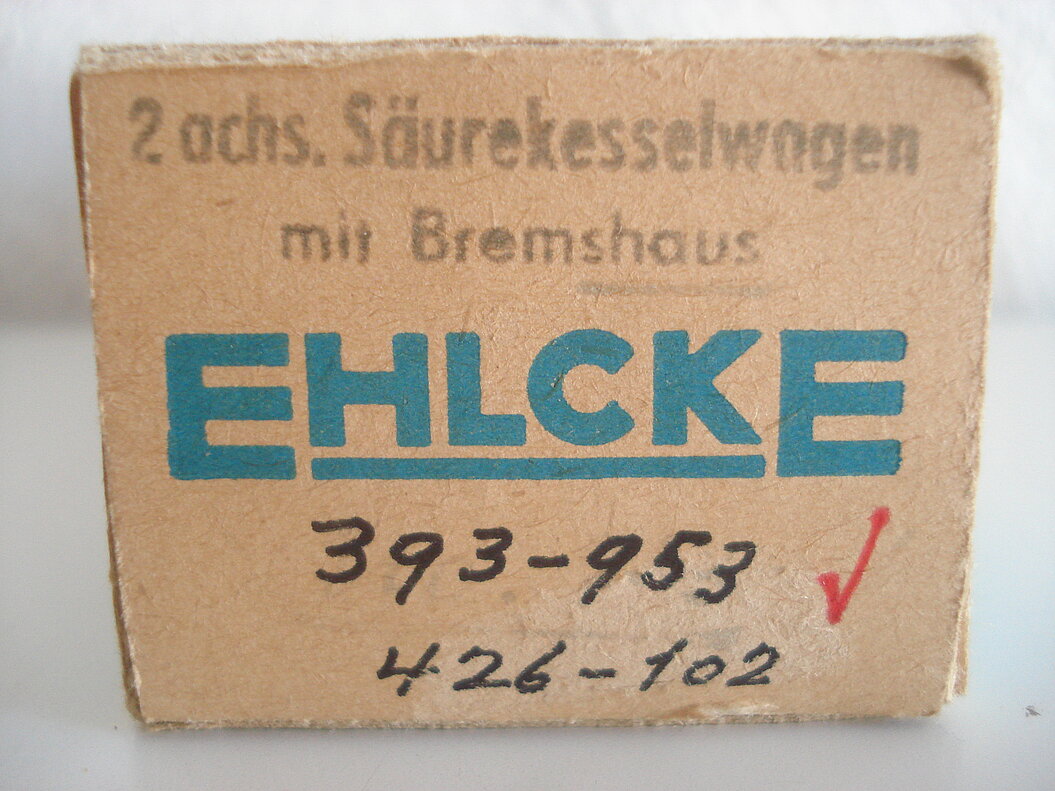 2 achs. Säurekesselwagen
mit Bremshaus
EHLCKE
393-953
426-102